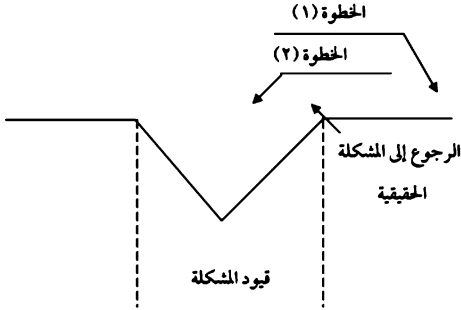 الخطوة (١)
الخطوة (٢)
الرجوع إلى المشكلة
الحقيقية
قيود المشكلة